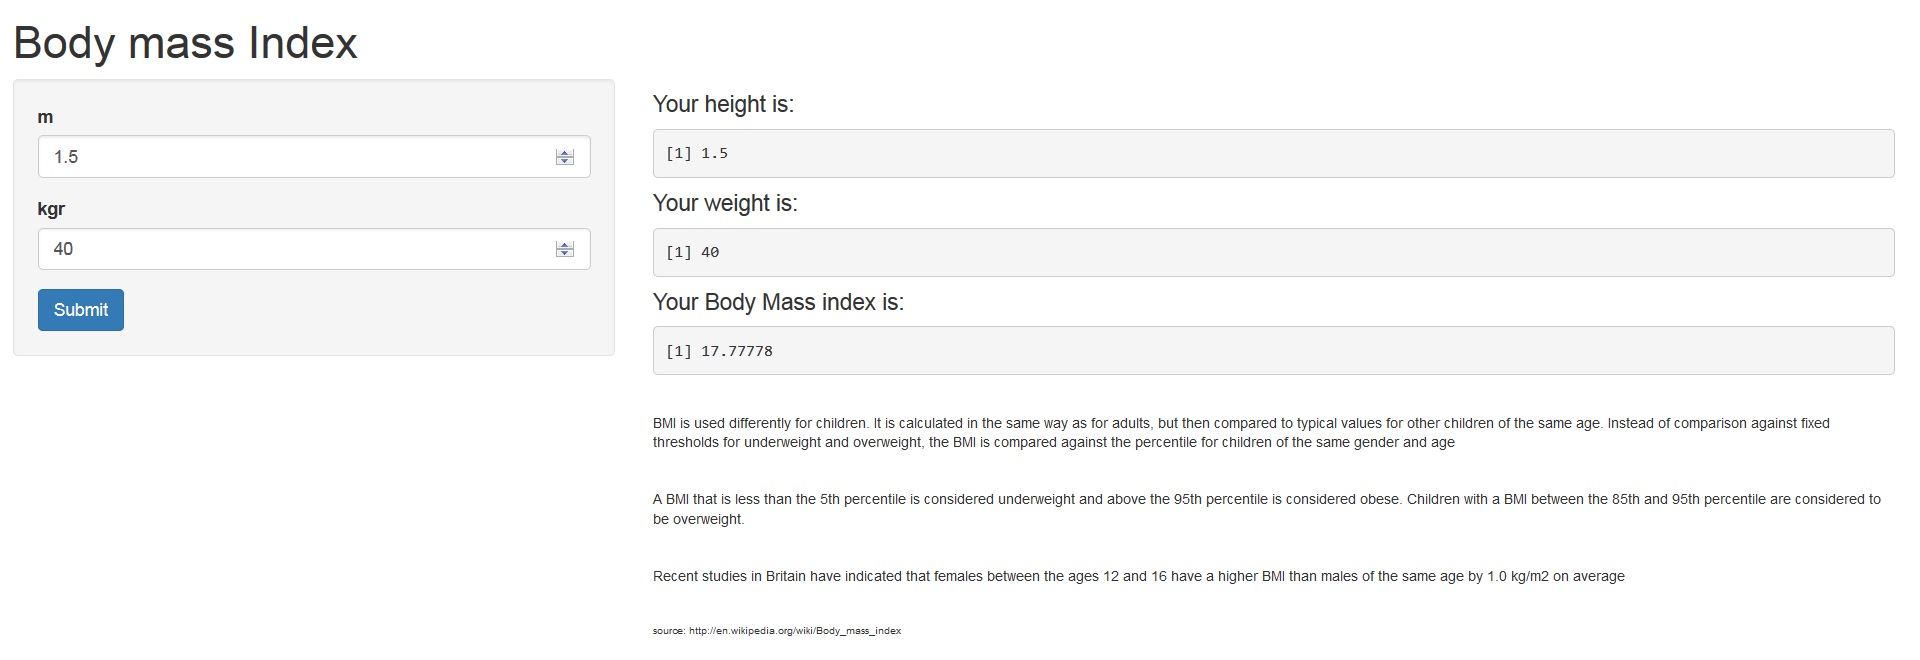 Body mass Index
m
1.5
kgr
40
Submit
Your height is:
[1] 1.5
Your weight is:
[1] 40
Your Body Mass index is:
[1] 17.77778
BMI is used differently for children. It is calculated in the same way as for adults, but then compared to typical values for other children of the same age. Instead of comparison against fixed
thresholds for underweight and overweight, the BMI is compared against the percentile for children of the same gender and age
A BMI that is less than the 5th percentile is considered underweight and above the 95th percentile is considered obese. Children with a BMI between the 85th and 95th percentile are considered to
be overweight.
Recent studies in Britain have indicated that females between the ages 12 and 16 have a higher BMI than males of the same age by 1.0 kg/m2 on average
source: http://en.wikipedia.org/wiki/Body_mass_index